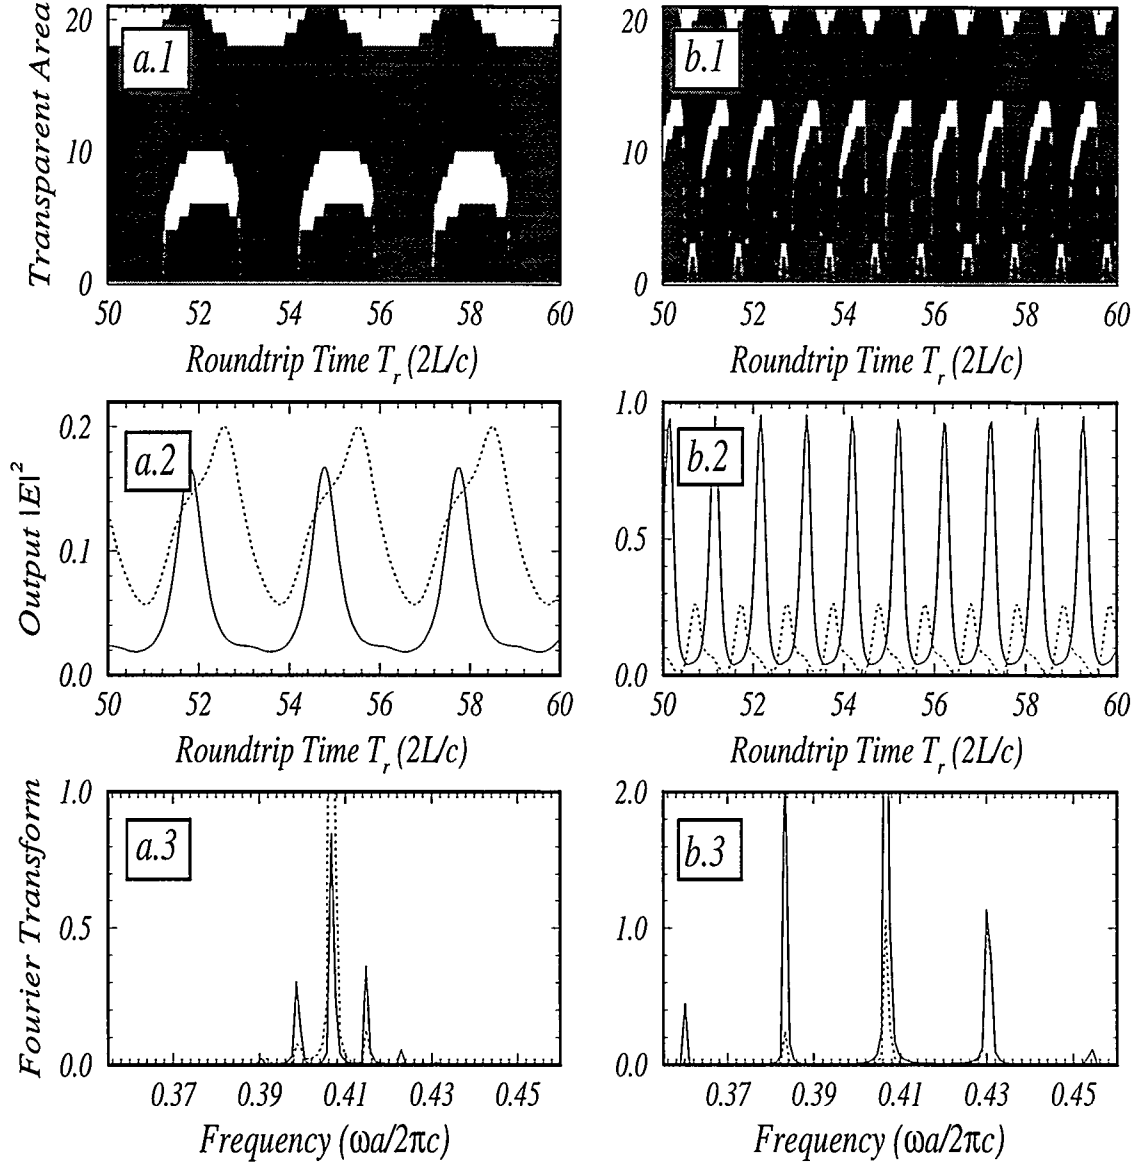 Transparent Area
20
10
0
a.1
50 52 54 56 58 60
Roundtrip Time Tr (2L/c)
20
10
0
b.1
50 52 54 56 58 60
Roundtrip Time Tr (2L/c)
Output |E|²
0.2
0.1
0.0
a.2
50 52 54 56 58 60
Roundtrip Time Tr (2L/c)
1.0
0.5
0.0
b.2
50 52 54 56 58 60
Roundtrip Time Tr (2L/c)
Fourier Transform
1.0
0.5
0.0
a.3
0.37 0.39 0.41 0.43 0.45
Frequency (ωa/2πc)
2.0
1.0
0.0
b.3
0.37 0.39 0.41 0.43 0.45
Frequency (ωa/2πc)